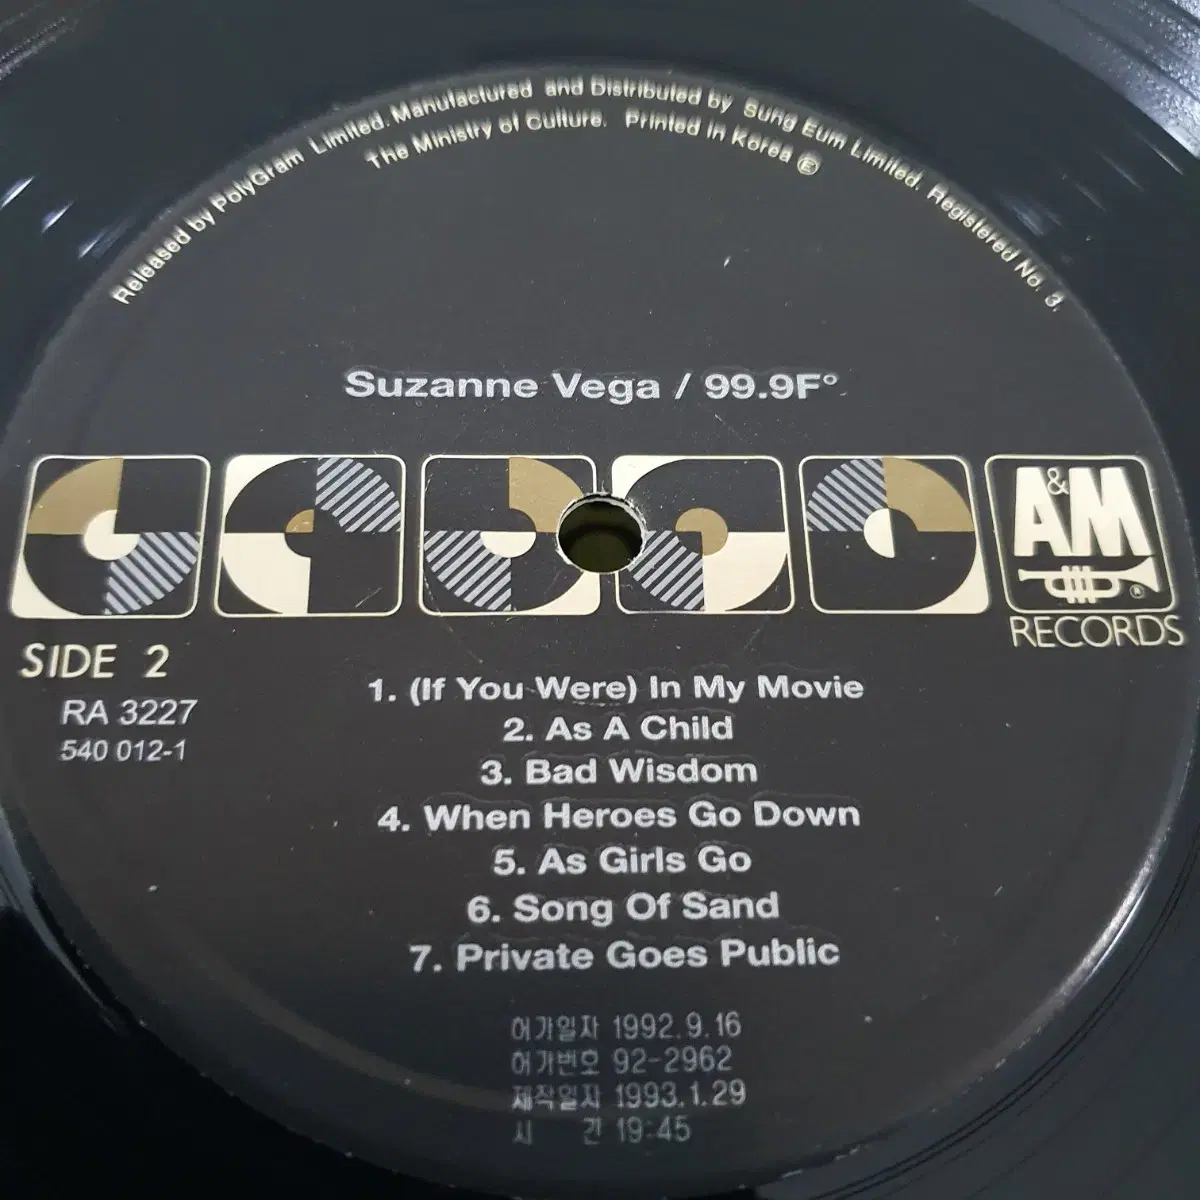 Released by PolyGram Limited. Manufactured and Distributed by Sung Eum Limited. Registered No. 3.
The Ministry of Culture. Printed in Korea Ⓔ
Suzanne Vega / 99.9F°
A&M
®
RECORDS
SIDE 2
RA 3227
540 012-1
1. (If You Were) In My Movie
2. As A Child
3. Bad Wisdom
4. When Heroes Go Down
5. As Girls Go
6. Song Of Sand
7. Private Goes Public
허가일자 1992.9.16
허가번호 92-2962
제작일자 1993.1.29
시 간 19:45